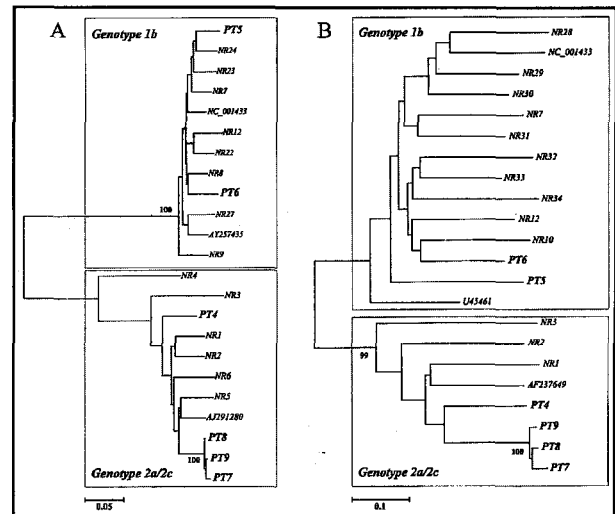 A
Genotype 1b
PT5
NR24
NR23
NR7
NC_001433
NR12
NR22
NR8
PT6
100
NR27
AY257435
NR9
NR4
NR3
PT4
NR1
NR2
NR6
NR5
AJ291280
PT8
100
PT9
PT7
Genotype 2a/2c
0.05
B
Genotype 1b
NR28
NC_001433
NR29
NR30
NR7
NR31
NR32
NR33
NR34
NR12
NR10
PT6
PT5
U45461
NR3
99
NR2
NR1
AF237649
PT4
PT9
100
PT8
PT7
Genotype 2a/2c
0.1